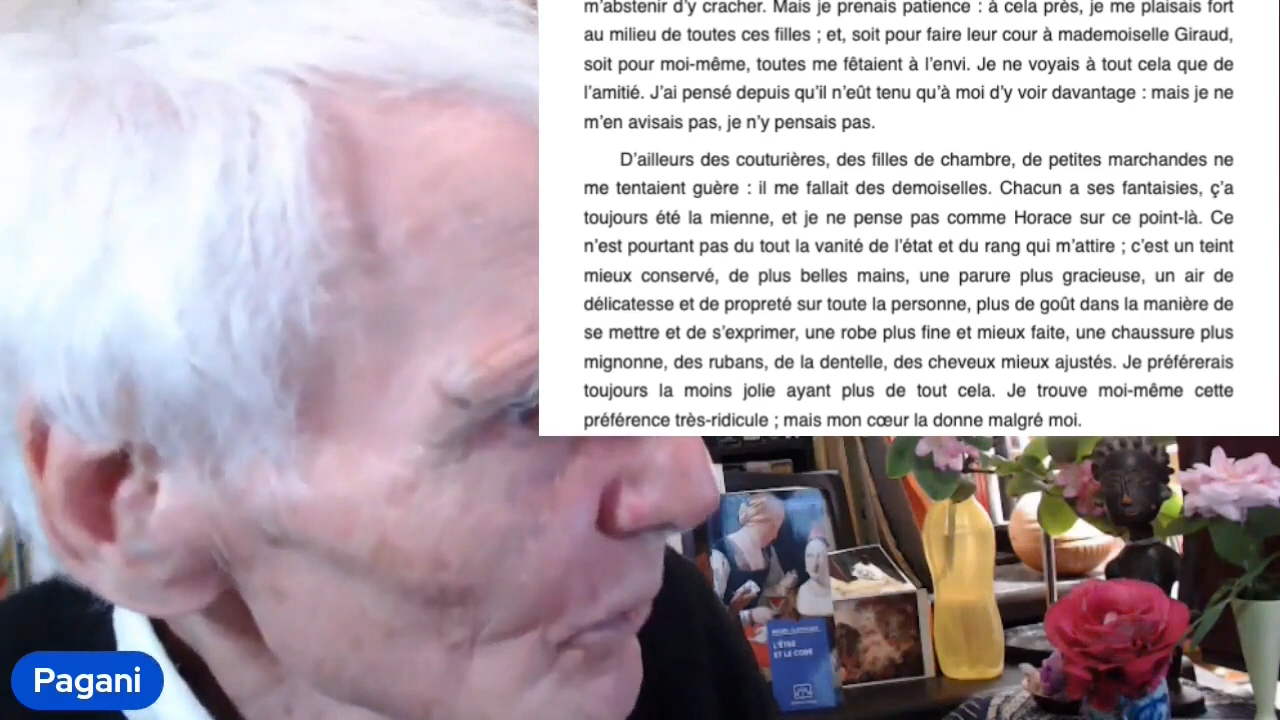 m'abstenir d'y cracher. Mais je prenais patience : à cela près, je me plaisais fort
au milieu de toutes ces filles ; et, soit pour faire leur cour à mademoiselle Giraud,
soit pour moi-même, toutes me fêtaient à l'envi. Je ne voyais à tout cela que de
l'amitié. J'ai pensé depuis qu'il n'eût tenu qu'à moi d'y voir davantage : mais je ne
m'en avisais pas, je n'y pensais pas.
D'ailleurs des couturières, des filles de chambre, de petites marchandes ne
me tentaient guère : il me fallait des demoiselles. Chacun a ses fantaisies, ç'a
toujours été la mienne, et je ne pense pas comme Horace sur ce point-là. Ce
n'est pourtant pas du tout la vanité de l'état et du rang qui m'attire ; c'est un teint
mieux conservé, de plus belles mains, une parure plus gracieuse, un air de
délicatesse et de propreté sur toute la personne, plus de goût dans la manière de
se mettre et de s'exprimer, une robe plus fine et mieux faite, une chaussure plus
mignonne, des rubans, de la dentelle, des cheveux mieux ajustés. Je préférerais
toujours la moins jolie ayant plus de tout cela. Je trouve moi-même cette
préférence très-ridicule ; mais mon cœur la donne malgré moi.
L'ÊTRE
ET LE CODE
Pagani